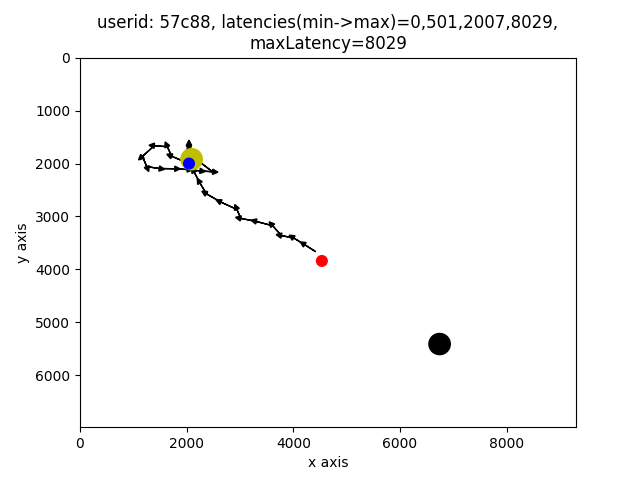 userid: 57c88, latencies(min->max)=0,501,2007,8029,
maxLatency=8029
0
1000
2000
3000
4000
5000
6000
y axis
0 2000 4000 6000 8000
x axis